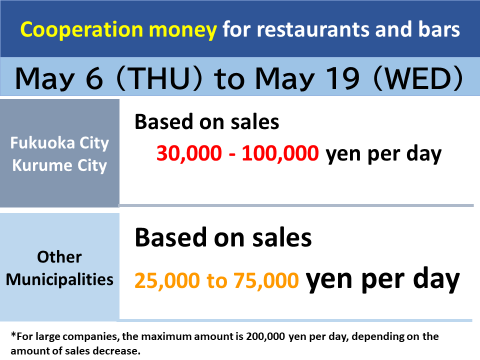 Cooperation money for restaurants and bars
May 6 (THU) to May 19 (WED)
Fukuoka City
Kurume City
Based on sales
30,000 - 100,000 yen per day
Other
Municipalities
Based on sales
25,000 to 75,000 yen per day
*For large companies, the maximum amount is 200,000 yen per day, depending on the
amount of sales decrease.